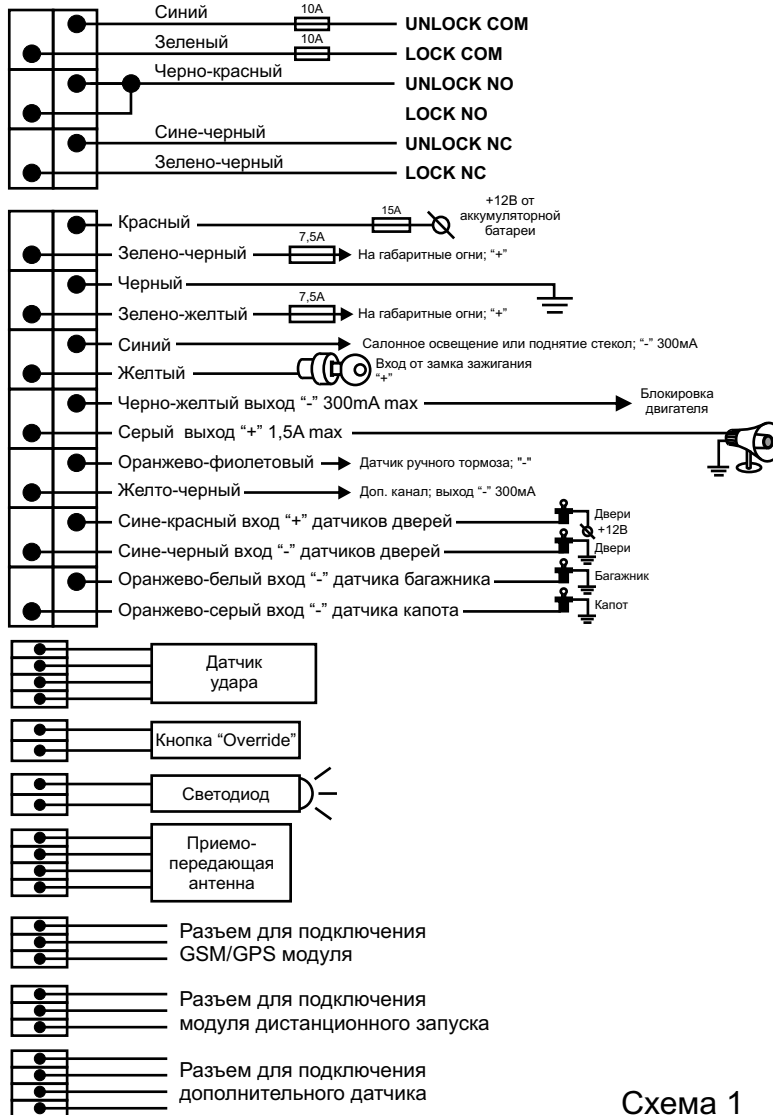 Синий 10А UNLOCK COM
Зеленый 10А LOCK COM
Черно-красный UNLOCK NO
LOCK NO
Сине-черный UNLOCK NC
Зелено-черный LOCK NC
Красный 15А +12В от
аккумуляторной
батареи
Зелено-черный 7,5А На габаритные огни; “+”
Черный
Зелено-желтый 7,5А На габаритные огни; “+”
Синий Салонное освещение или поднятие стекол; “-” 300мА
Желтый Вход от замка зажигания
“+”
Черно-желтый выход “-” 300mA max Блокировка
двигателя
Серый выход “+” 1,5A max
Оранжево-фиолетовый Датчик ручного тормоза; "-"
Желто-черный Доп. канал; выход “-” 300мА
Сине-красный вход “+” датчиков дверей Двери
+12В
Сине-черный вход “-” датчиков дверей Двери
Оранжево-белый вход “-” датчика багажника Багажник
Оранжево-серый вход “-” датчика капота Капот
Датчик
удара
Кнопка “Override”
Светодиод
Приемо-
передающая
антенна
Разъем для подключения
GSM/GPS модуля
Разъем для подключения
модуля дистанционного запуска
Разъем для подключения
дополнительного датчика
Схема 1